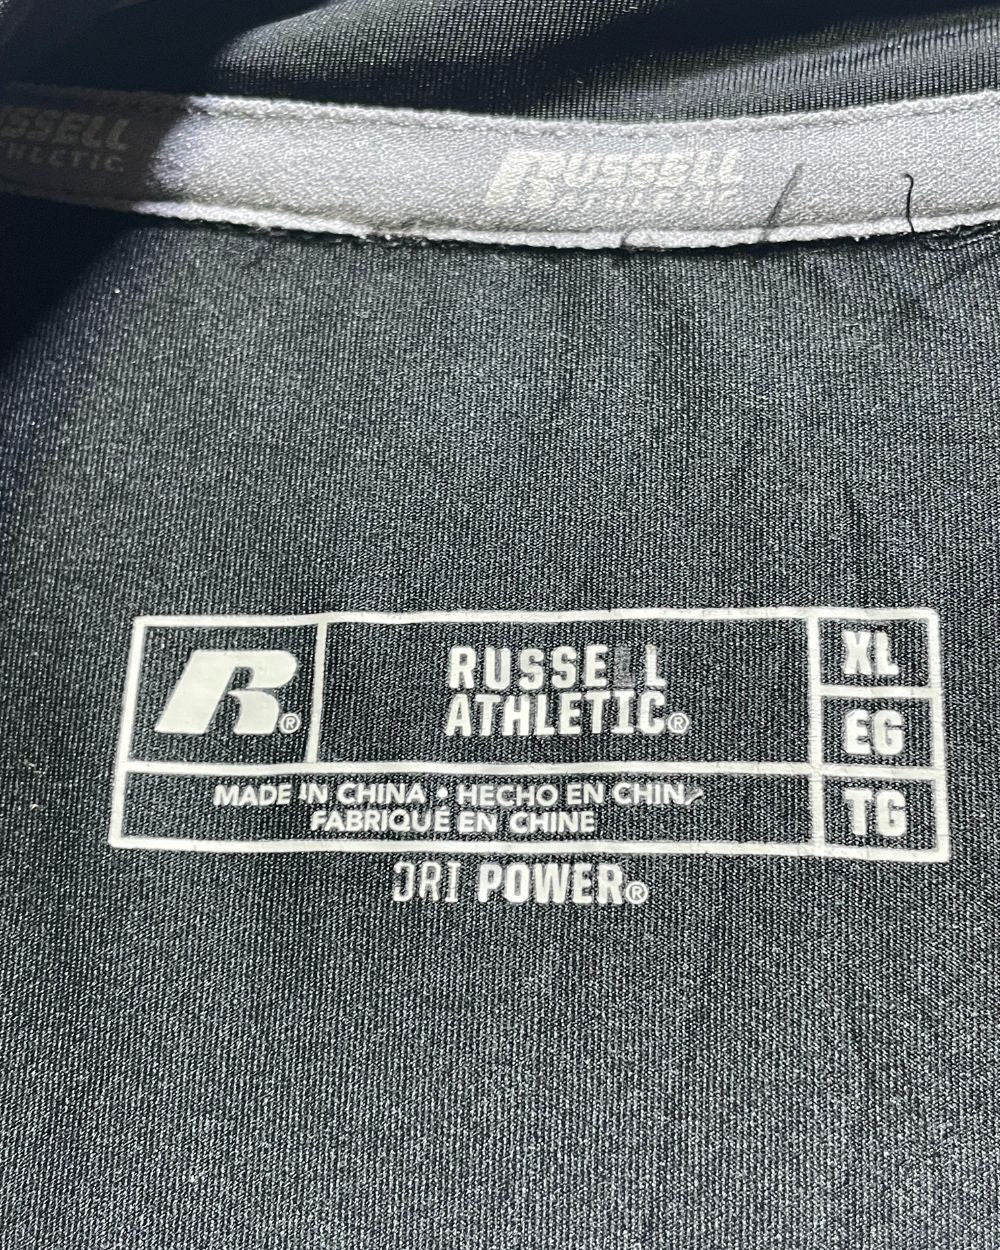 RUSSELL
ATHLETIC
RUSSELL
ATHLETIC
R®
RUSSELL
ATHLETIC®
XL
EG
TG
MADE IN CHINA • HECHO EN CHINA
FABRIQUÉ EN CHINE
DRI POWER®